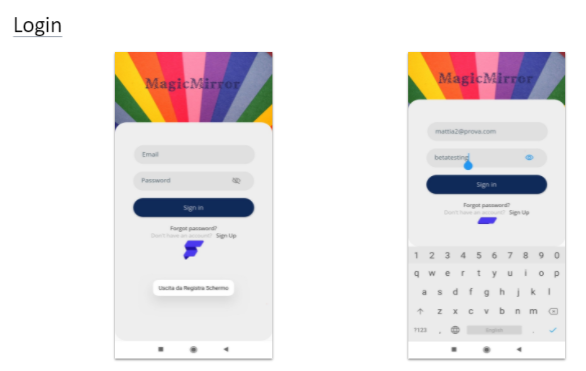 Login
MagicMirror
Email
Password
Sign in
Forgot password?
Don't have an account? Sign Up
Uscita da Registra Schermo
MagicMirror
mattia2@prova.com
betatesting
Sign in
Forgot password?
Don't have an account? Sign Up
1 2 3 4 5 6 7 8 9 0
q w e r t y u i o p
a s d f g h j k l
z x c v b n m
?123 , English .